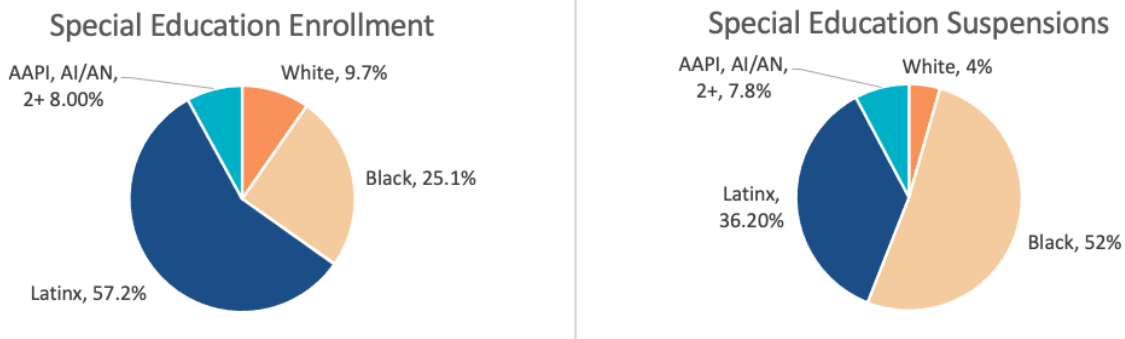 Special Education Enrollment
AAPI, AI/AN,
2+ 8.00%
White, 9.7%
Black, 25.1%
Latinx, 57.2%
Special Education Suspensions
AAPI, AI/AN,
2+, 7.8%
White, 4%
Latinx,
36.20%
Black, 52%